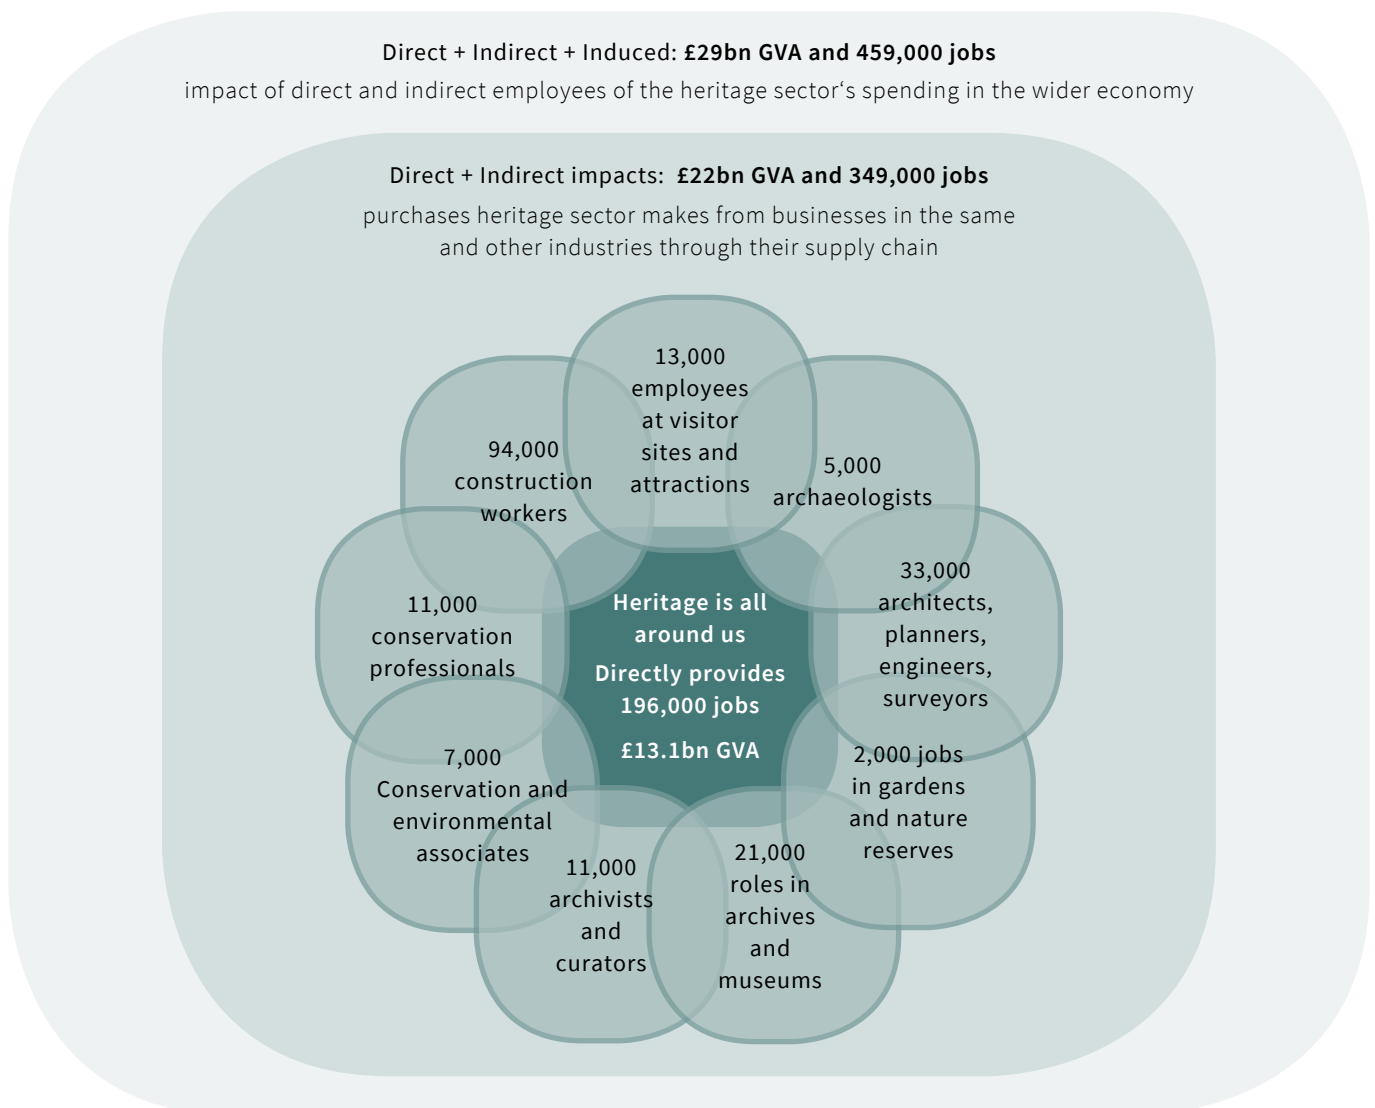 Direct + Indirect + Induced: £29bn GVA and 459,000 jobs
impact of direct and indirect employees of the heritage sector‘s spending in the wider economy
Direct + Indirect impacts: £22bn GVA and 349,000 jobs
purchases heritage sector makes from businesses in the same
and other industries through their supply chain
13,000
employees
at visitor
sites and
attractions
94,000
construction
workers
5,000
archaeologists
11,000
conservation
professionals
Heritage is all
around us
Directly provides
196,000 jobs
£13.1bn GVA
33,000
architects,
planners,
engineers,
surveyors
7,000
Conservation and
environmental
associates
2,000 jobs
in gardens
and nature
reserves
11,000
archivists
and
curators
21,000
roles in
archives
and
museums